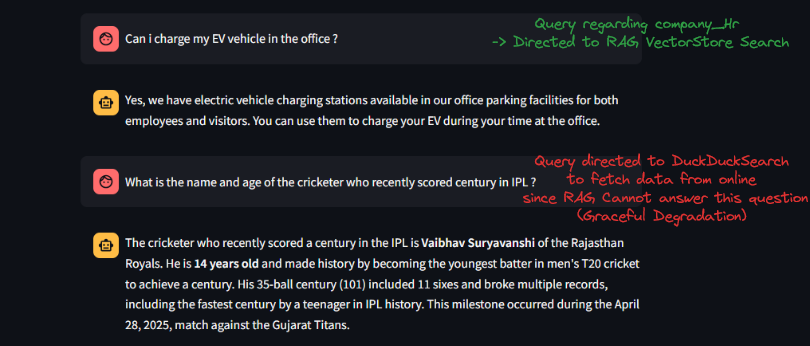 Can i charge my EV vehicle in the office ?
Query regarding company_Hr
-> Directed to RAG, VectorStore Search
Yes, we have electric vehicle charging stations available in our office parking facilities for both
employees and visitors. You can use them to charge your EV during your time at the office.
What is the name and age of the cricketer who recently scored century in IPL ?
Query directed to DuckDuckSearch
to fetch data from online
since RAG, Cannot answer this question
(Graceful Degradation)
The cricketer who recently scored a century in the IPL is Vaibhav Suryavanshi of the Rajasthan
Royals. He is 14 years old and made history by becoming the youngest batter in men's T20 cricket
to achieve a century. His 35-ball century (101) included 11 sixes and broke multiple records,
including the fastest century by a teenager in IPL history. This milestone occurred during the April
28, 2025, match against the Gujarat Titans.